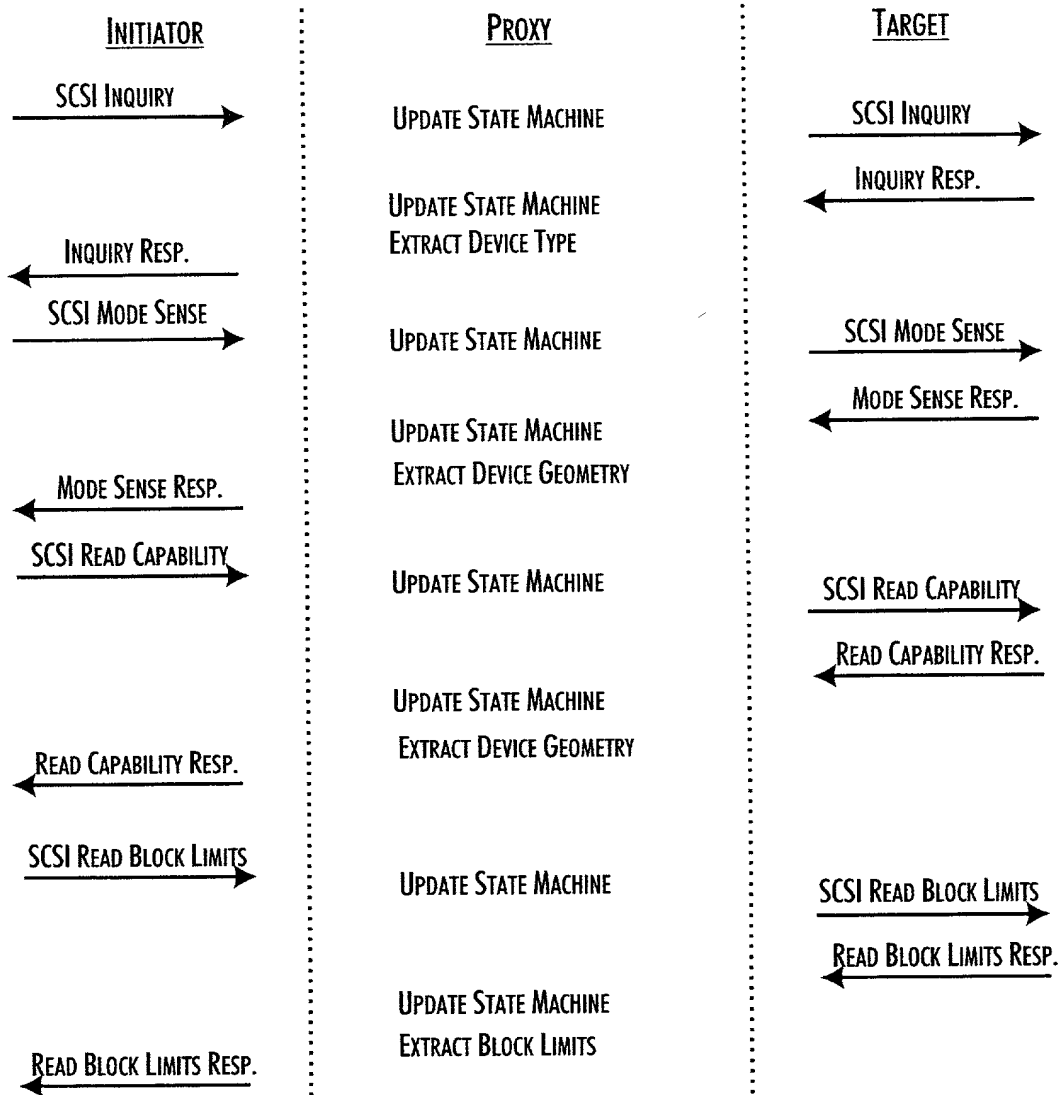 INITIATOR
PROXY
TARGET
SCSI INQUIRY
UPDATE STATE MACHINE
SCSI INQUIRY
INQUIRY RESP.
UPDATE STATE MACHINE
EXTRACT DEVICE TYPE
INQUIRY RESP.
SCSI MODE SENSE
UPDATE STATE MACHINE
SCSI MODE SENSE
MODE SENSE RESP.
UPDATE STATE MACHINE
EXTRACT DEVICE GEOMETRY
MODE SENSE RESP.
SCSI READ CAPABILITY
UPDATE STATE MACHINE
SCSI READ CAPABILITY
READ CAPABILITY RESP.
UPDATE STATE MACHINE
EXTRACT DEVICE GEOMETRY
READ CAPABILITY RESP.
SCSI READ BLOCK LIMITS
UPDATE STATE MACHINE
SCSI READ BLOCK LIMITS
READ BLOCK LIMITS RESP.
UPDATE STATE MACHINE
EXTRACT BLOCK LIMITS
READ BLOCK LIMITS RESP.